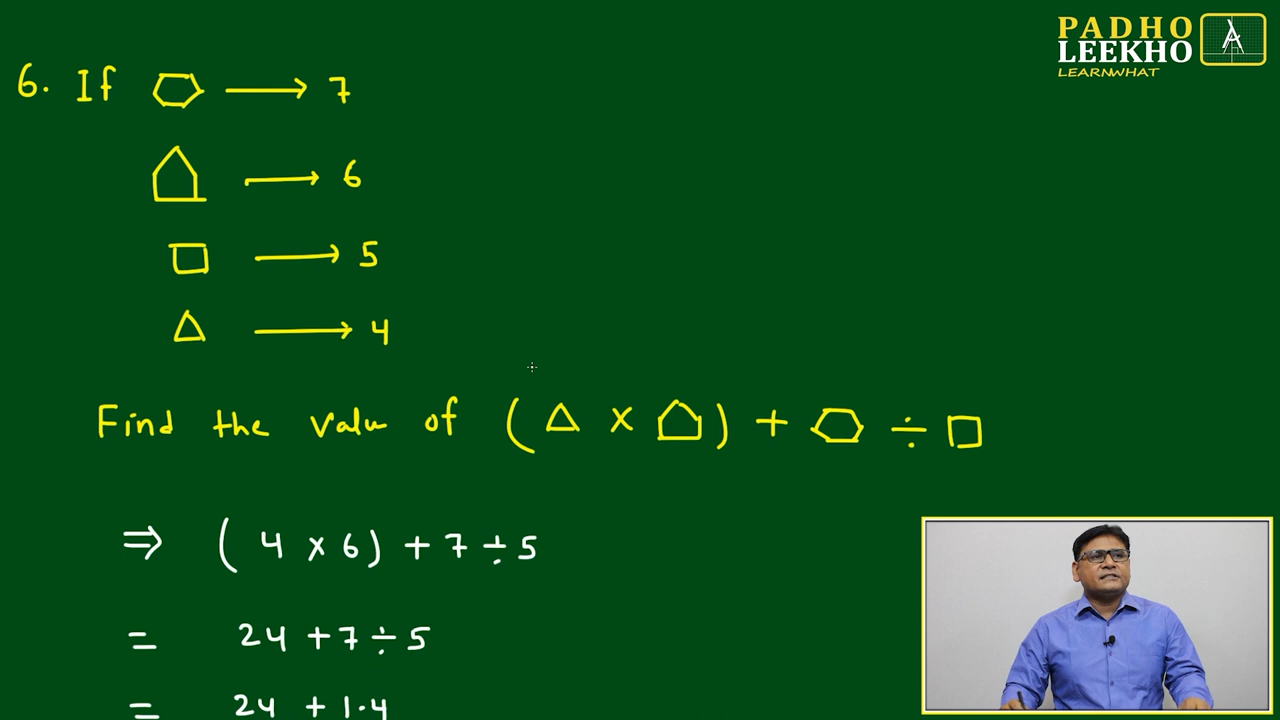 PADHO
LEEKHO
LEARNWHAT
6. If ⬡ ⟶ 7
⌂ ⟶ 6
□ ⟶ 5
△ ⟶ 4
Find the value of (△ × ⌂) + ⬡ ÷ □
⇒ (4 × 6) + 7 ÷ 5
= 24 + 7 ÷ 5
= 24 + 1.4